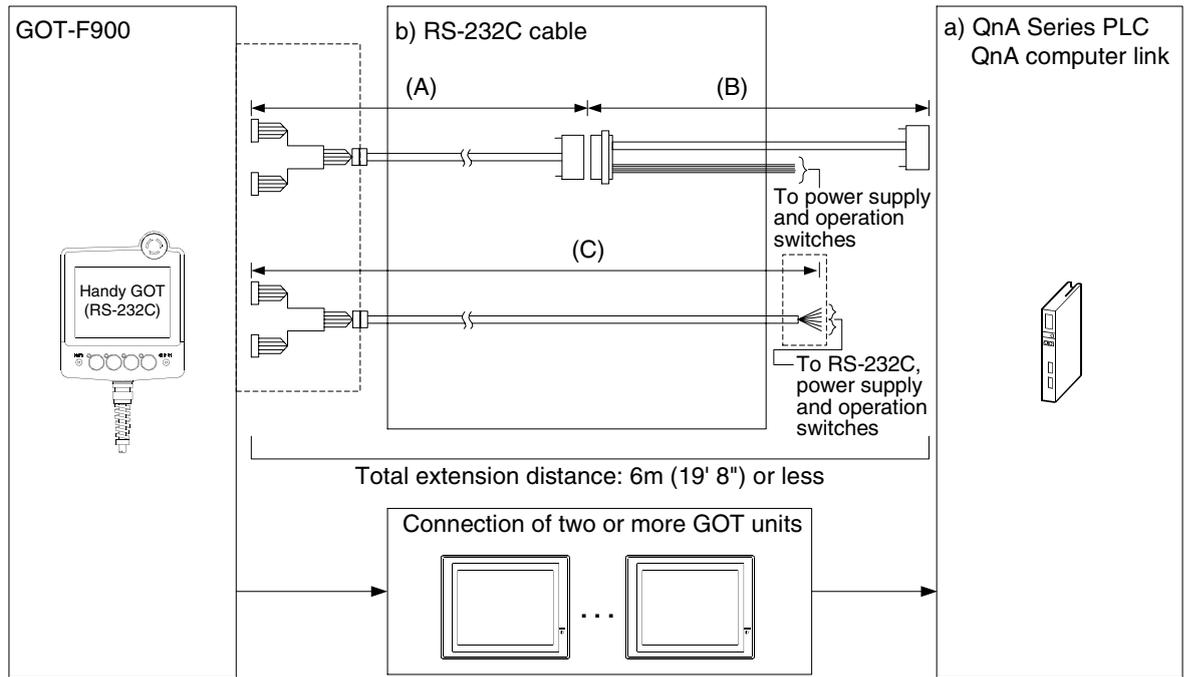 GOT-F900
b) RS-232C cable
a) QnA Series PLC
QnA computer link
(A)
(B)
To power supply
and operation
switches
(C)
Handy GOT
(RS-232C)
To RS-232C,
power supply
and operation
switches
Total extension distance: 6m (19' 8") or less
Connection of two or more GOT units
...